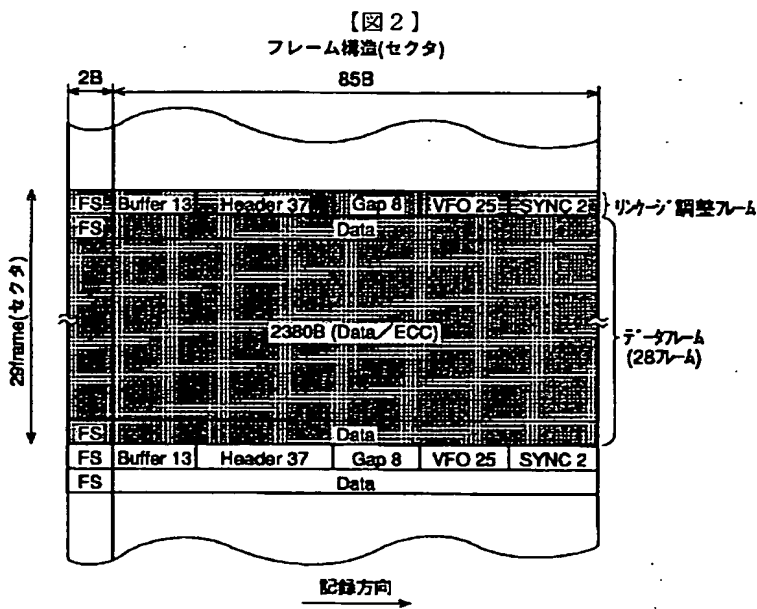 【図2】
フレーム構造(セクタ)
2B 85B
FS Buffer 13 Header 37 Gap 8 VFO 25 SYNC 2 リンケージ調整フレーム
FS Data
29frame(セクタ)
2380B (Data/ECC)
データフレーム
(28フレーム)
FS Data
FS Buffer 13 Header 37 Gap 8 VFO 25 SYNC 2
FS Data
記録方向